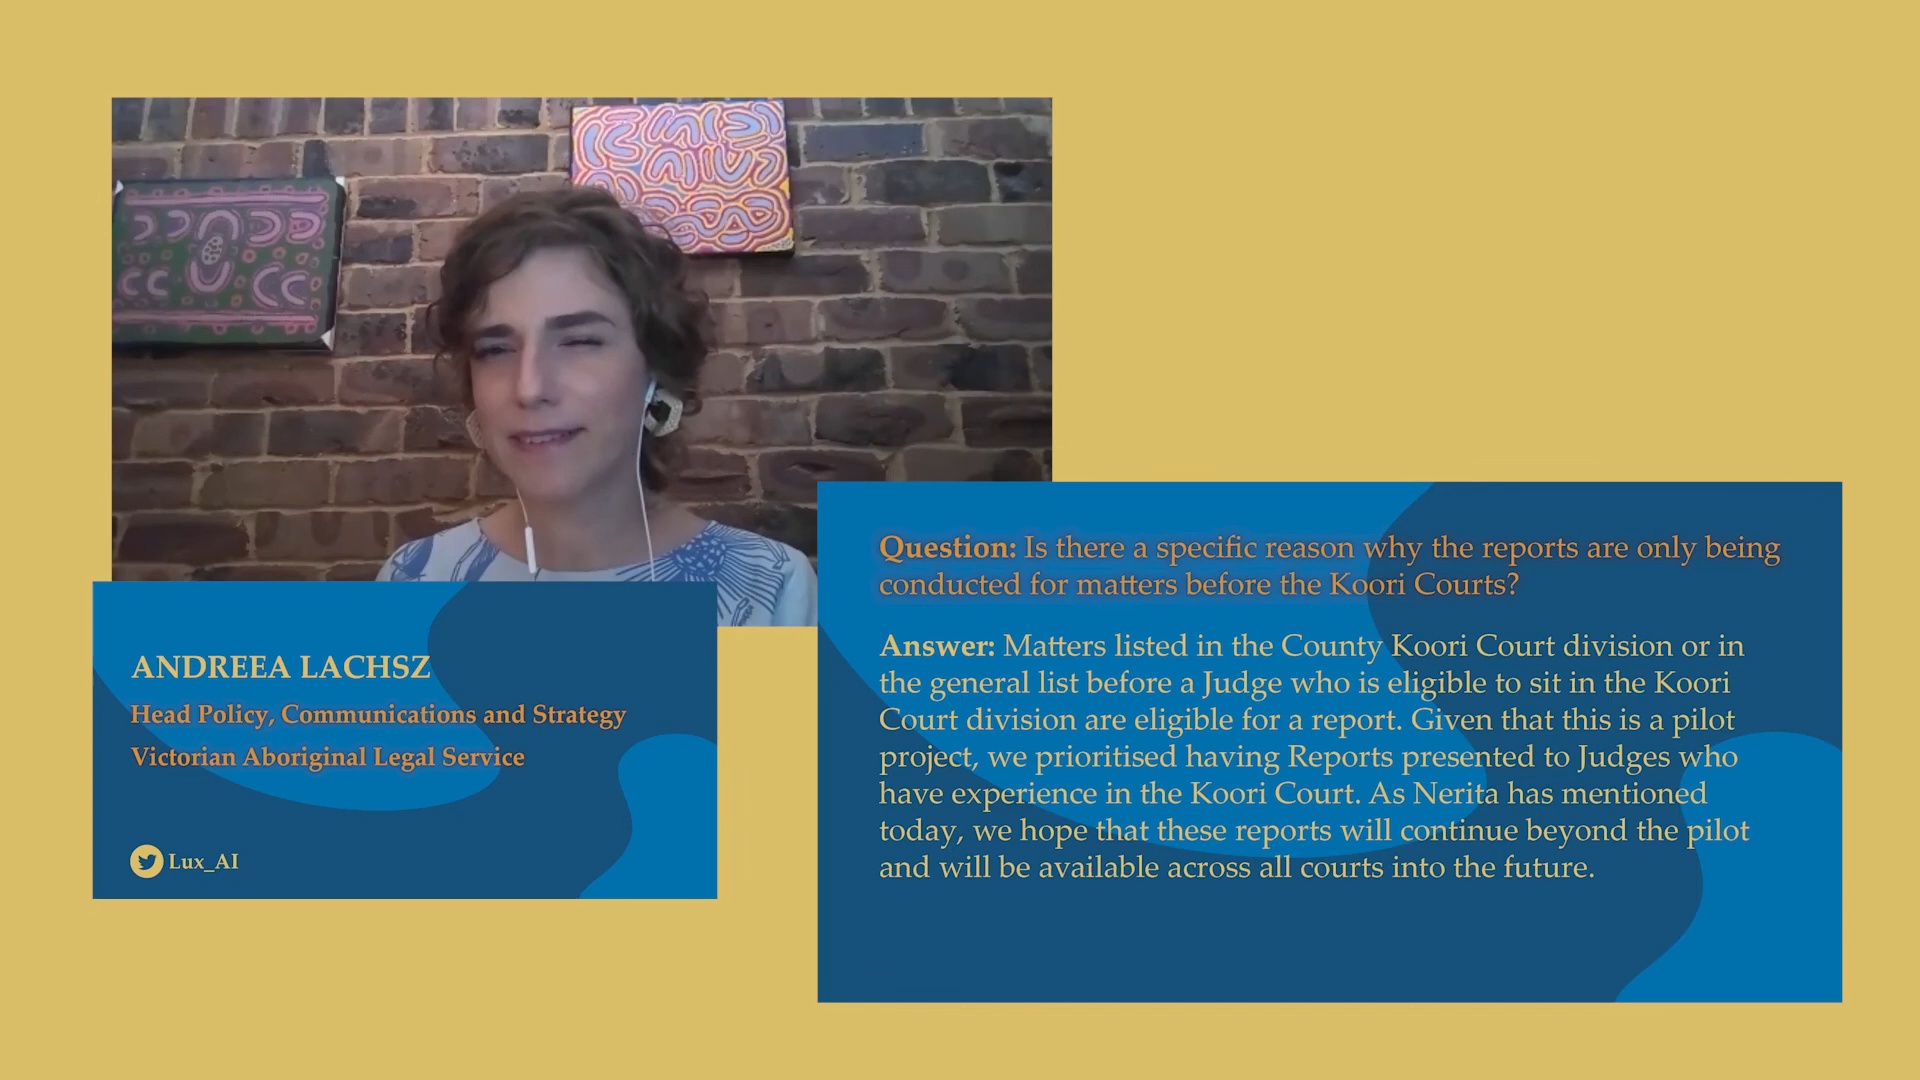 ANDREEA LACHSZ
Head Policy, Communications and Strategy
Victorian Aboriginal Legal Service
Lux_AI
Question: Is there a specific reason why the reports are only being
conducted for matters before the Koori Courts?
Answer: Matters listed in the County Koori Court division or in
the general list before a Judge who is eligible to sit in the Koori
Court division are eligible for a report. Given that this is a pilot
project, we prioritised having Reports presented to Judges who
have experience in the Koori Court. As Nerita has mentioned
today, we hope that these reports will continue beyond the pilot
and will be available across all courts into the future.